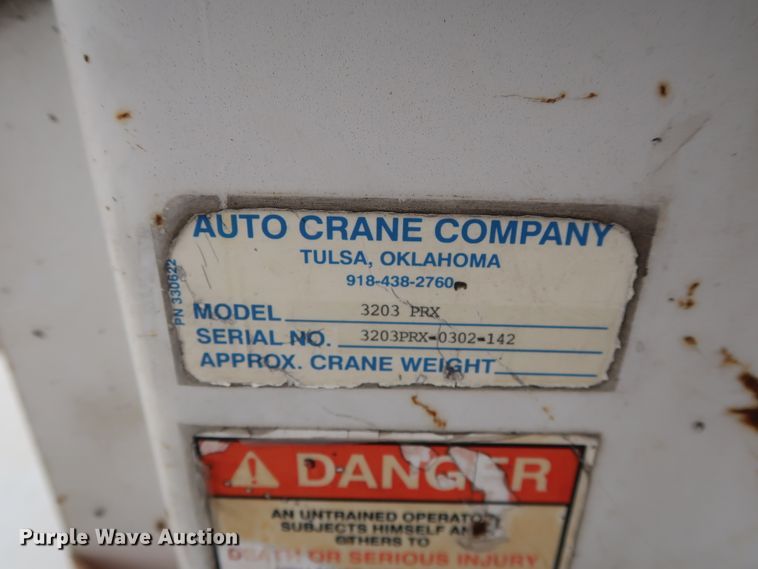 AUTO CRANE COMPANY
TULSA, OKLAHOMA
918-438-2760
PN 330622
MODEL 3203 PRX
SERIAL NO. 3203PRX-0302-142
APPROX. CRANE WEIGHT
DANGER
AN UNTRAINED OPERATOR
SUBJECTS HIMSELF AND
OTHERS TO
DEATH OR SERIOUS INJURY
Purple Wave Auction